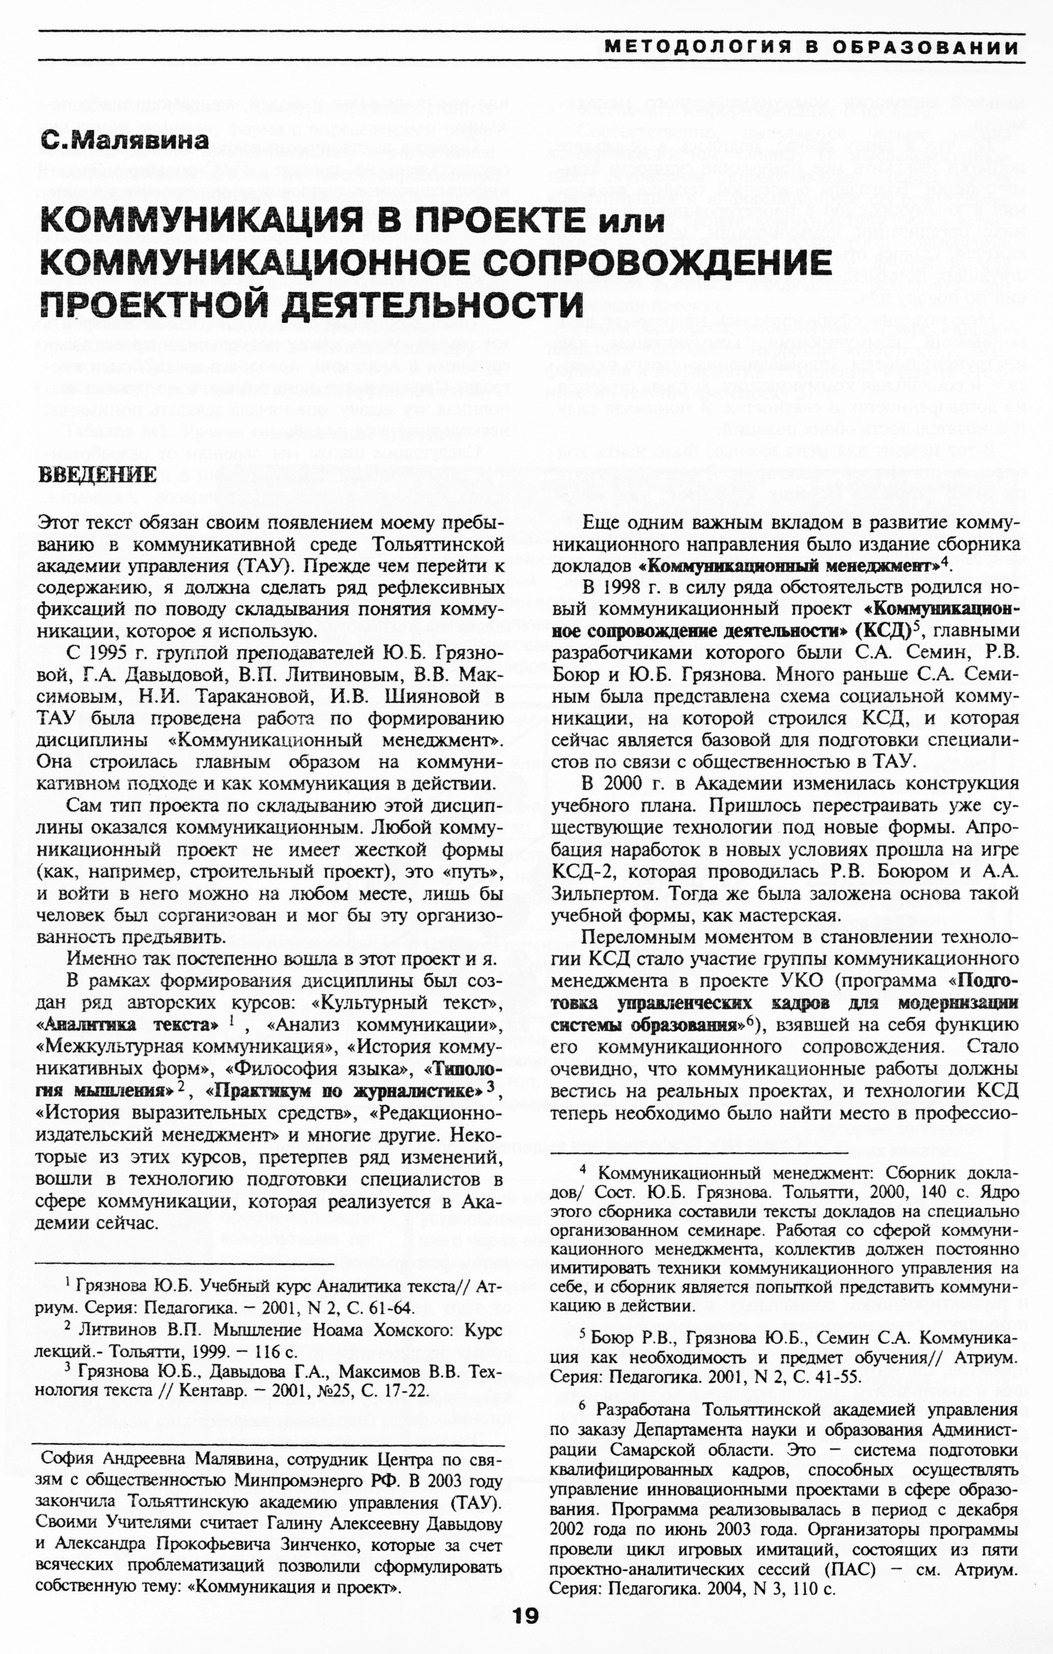 МЕТОДОЛОГИЯ В ОБРАЗОВАНИИ
С.Малявина
КОММУНИКАЦИЯ В ПРОЕКТЕ или
КОММУНИКАЦИОННОЕ СОПРОВОЖДЕНИЕ
ПРОЕКТНОЙ ДЕЯТЕЛЬНОСТИ
ВВЕДЕНИЕ
Этот текст обязан своим появлением моему пребы-
ванию в коммуникативной среде Тольяттинской
академии управления (ТАУ). Прежде чем перейти к
содержанию, я должна сделать ряд рефлексивных
фиксаций по поводу складывания понятия комму-
никации, которое я использую.
С 1995 г. группой преподавателей Ю.Б. Грязно-
вой, Г.А. Давыдовой, В.П. Литвиновым, В.В. Мак-
симовым, Н.И. Таракановой, И.В. Шияновой в
ТАУ была проведена работа по формированию
дисциплины «Коммуникационный менеджмент».
Она строилась главным образом на коммуни-
кативном подходе и как коммуникация в действии.
Сам тип проекта по складыванию этой дисцип-
лины оказался коммуникационным. Любой комму-
никационный проект не имеет жесткой формы
(как, например, строительный проект), это «путь»,
и войти в него можно на любом месте, лишь бы
человек был сорганизован и мог бы эту организо-
ванность предъявить.
Именно так постепенно вошла в этот проект и я.
В рамках формирования дисциплины был соз-
дан ряд авторских курсов: «Культурный текст»,
«Аналитика текста» 1 , «Анализ коммуникации»,
«Межкультурная коммуникация», «История комму-
никативных форм», «Философия языка», «Типоло-
гия мышления»2, «Практикум по журналистике»3,
«История выразительных средств», «Редакционно-
издательский менеджмент» и многие другие. Неко-
торые из этих курсов, претерпев ряд изменений,
вошли в технологию подготовки специалистов в
сфере коммуникации, которая реализуется в Ака-
демии сейчас.
1 Грязнова Ю.Б. Учебный курс Аналитика текста// Ат-
риум. Серия: Педагогика. – 2001, N 2, С. 61-64.
2 Литвинов В.П. Мышление Ноама Хомского: Курс
лекций.- Тольятти, 1999. – 116 с.
3 Грязнова Ю.Б., Давыдова Г.А., Максимов В.В. Тех-
нология текста // Кентавр. – 2001, №25, С. 17-22.
София Андреевна Малявина, сотрудник Центра по свя-
зям с общественностью Минпромэнерго РФ. В 2003 году
закончила Тольяттинскую академию управления (ТАУ).
Своими Учителями считает Галину Алексеевну Давыдову
и Александра Прокофьевича Зинченко, которые за счет
всяческих проблематизаций позволили сформулировать
собственную тему: «Коммуникация и проект».
Еще одним важным вкладом в развитие комму-
никационного направления было издание сборника
докладов «Коммуникационный менеджмент»4.
В 1998 г. в силу ряда обстоятельств родился но-
вый коммуникационный проект «Коммуникацион-
ное сопровождение деятельности» (КСД)5, главными
разработчиками которого были С.А. Семин, Р.В.
Боюр и Ю.Б. Грязнова. Много раньше С.А. Семи-
ным была представлена схема социальной комму-
никации, на которой строился КСД, и которая
сейчас является базовой для подготовки специали-
стов по связи с общественностью в ТАУ.
В 2000 г. в Академии изменилась конструкция
учебного плана. Пришлось перестраивать уже су-
ществующие технологии под новые формы. Апро-
бация наработок в новых условиях прошла на игре
КСД-2, которая проводилась Р.В. Боюром и А.А.
Зильпертом. Тогда же была заложена основа такой
учебной формы, как мастерская.
Переломным моментом в становлении техноло-
гии КСД стало участие группы коммуникационного
менеджмента в проекте УКО (программа «Подго-
товка управленческих кадров для модернизации
системы образования»6), взявшей на себя функцию
его коммуникационного сопровождения. Стало
очевидно, что коммуникационные работы должны
вестись на реальных проектах, и технологии КСД
теперь необходимо было найти место в профессио-
4 Коммуникационный менеджмент: Сборник докла-
дов/ Сост. Ю.Б. Грязнова. Тольятти, 2000, 140 с. Ядро
этого сборника составили тексты докладов на специально
организованном семинаре. Работая со сферой коммуни-
кационного менеджмента, коллектив должен постоянно
имитировать техники коммуникационного управления на
себе, и сборник является попыткой представить коммуни-
кацию в действии.
5 Боюр Р.В., Грязнова Ю.Б., Семин С.А. Коммуника-
ция как необходимость и предмет обучения// Атриум.
Серия: Педагогика. 2001, N 2, С. 41-55.
6 Разработана Тольяттинской академией управления
по заказу Департамента науки и образования Админист-
рации Самарской области. Это – система подготовки
квалифицированных кадров, способных осуществлять
управление инновационными проектами в сфере образо-
вания. Программа реализовывалась в период с декабря
2002 года по июнь 2003 года. Организаторы программы
провели цикл игровых имитаций, состоящих из пяти
проектно-аналитических сессий (ПАС) – см. Атриум.
Серия: Педагогика. 2004, N 3, 110 с.
19